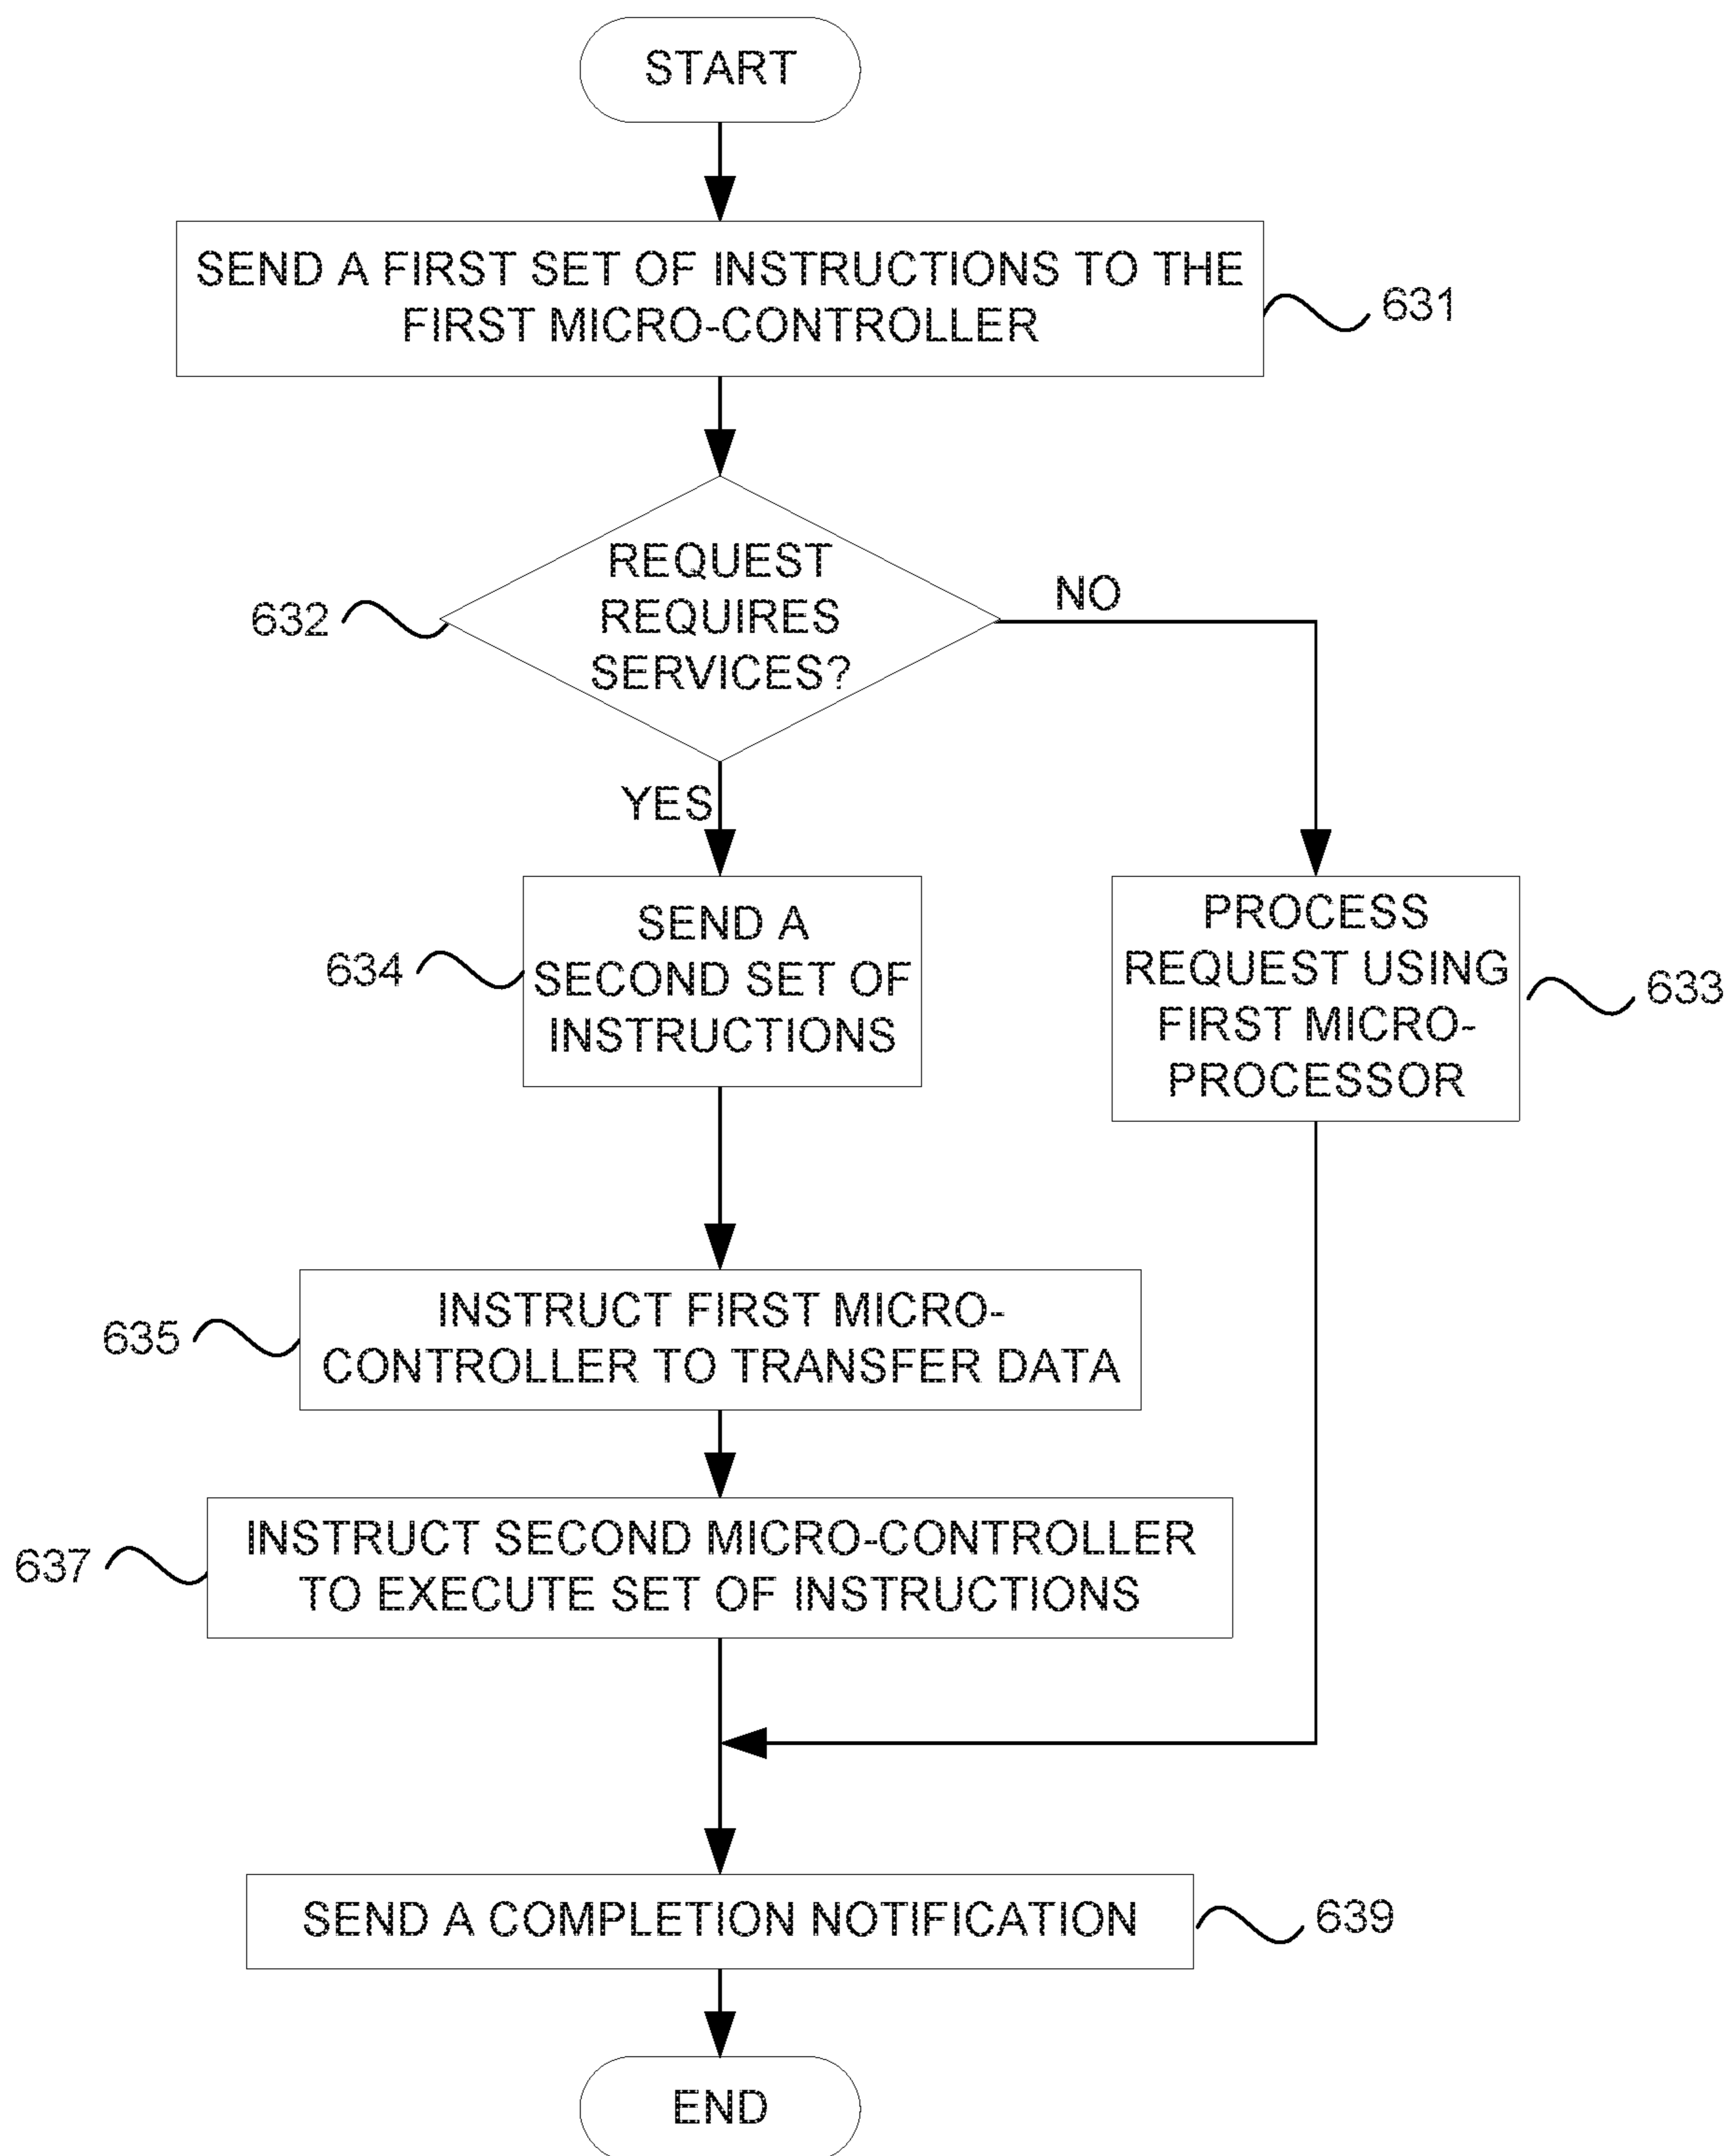 START
SEND A FIRST SET OF INSTRUCTIONS TO THE
FIRST MICRO-CONTROLLER
631
REQUEST
REQUIRES
SERVICES?
632
NO
YES
SEND A
SECOND SET OF
INSTRUCTIONS
634
PROCESS
REQUEST USING
FIRST MICRO-
PROCESSOR
633
INSTRUCT FIRST MICRO-
CONTROLLER TO TRANSFER DATA
635
INSTRUCT SECOND MICRO-CONTROLLER
TO EXECUTE SET OF INSTRUCTIONS
637
SEND A COMPLETION NOTIFICATION
639
END